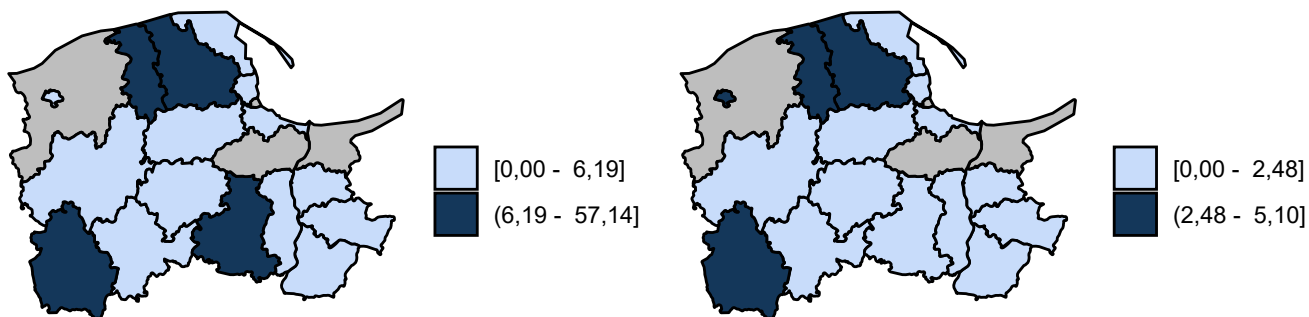 [0,00 -  6,19]
(6,19 -  57,14]
[0,00 -  2,48]
(2,48 -  5,10]